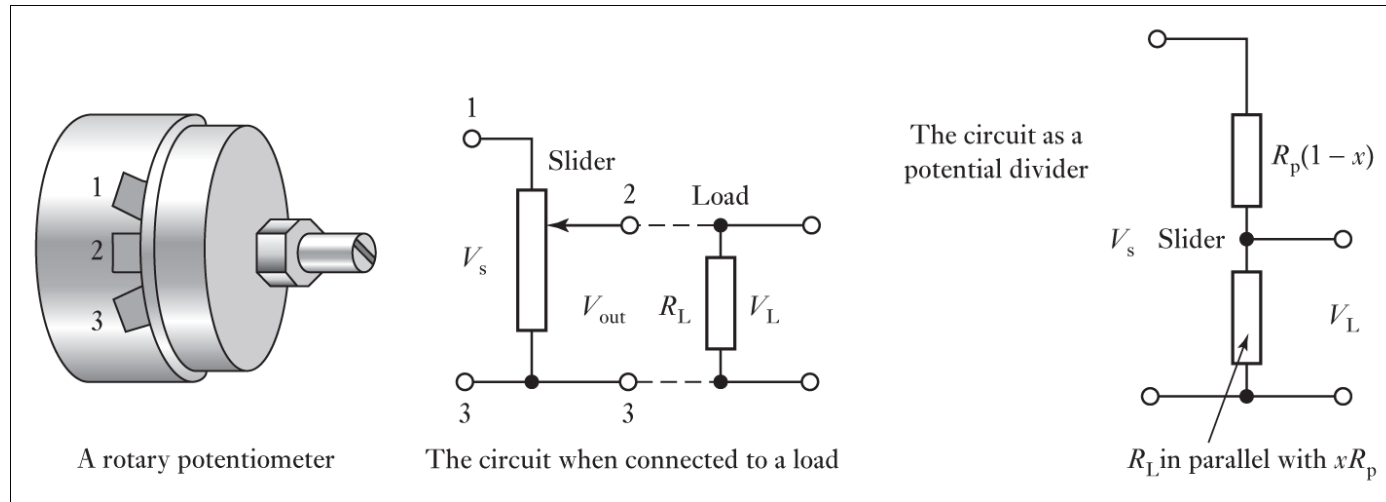 1
2
3
A rotary potentiometer
1
Slider
2
Load
V_s
V_out
R_L
V_L
3
3
The circuit when connected to a load
The circuit as a
potential divider
R_p(1 − x)
V_s Slider
V_L
R_L in parallel with xR_p